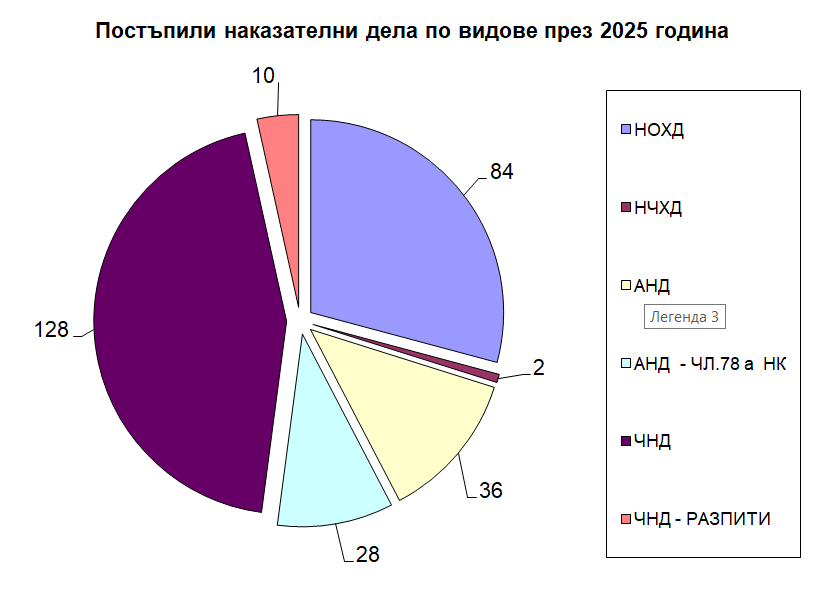 Постъпили наказателни дела по видове през 2025 година
10
84
128
2
36
28
НОХД
НЧХД
АНД
Легенда 3
АНД  - ЧЛ.78 а  НК
ЧНД
ЧНД - РАЗПИТИ